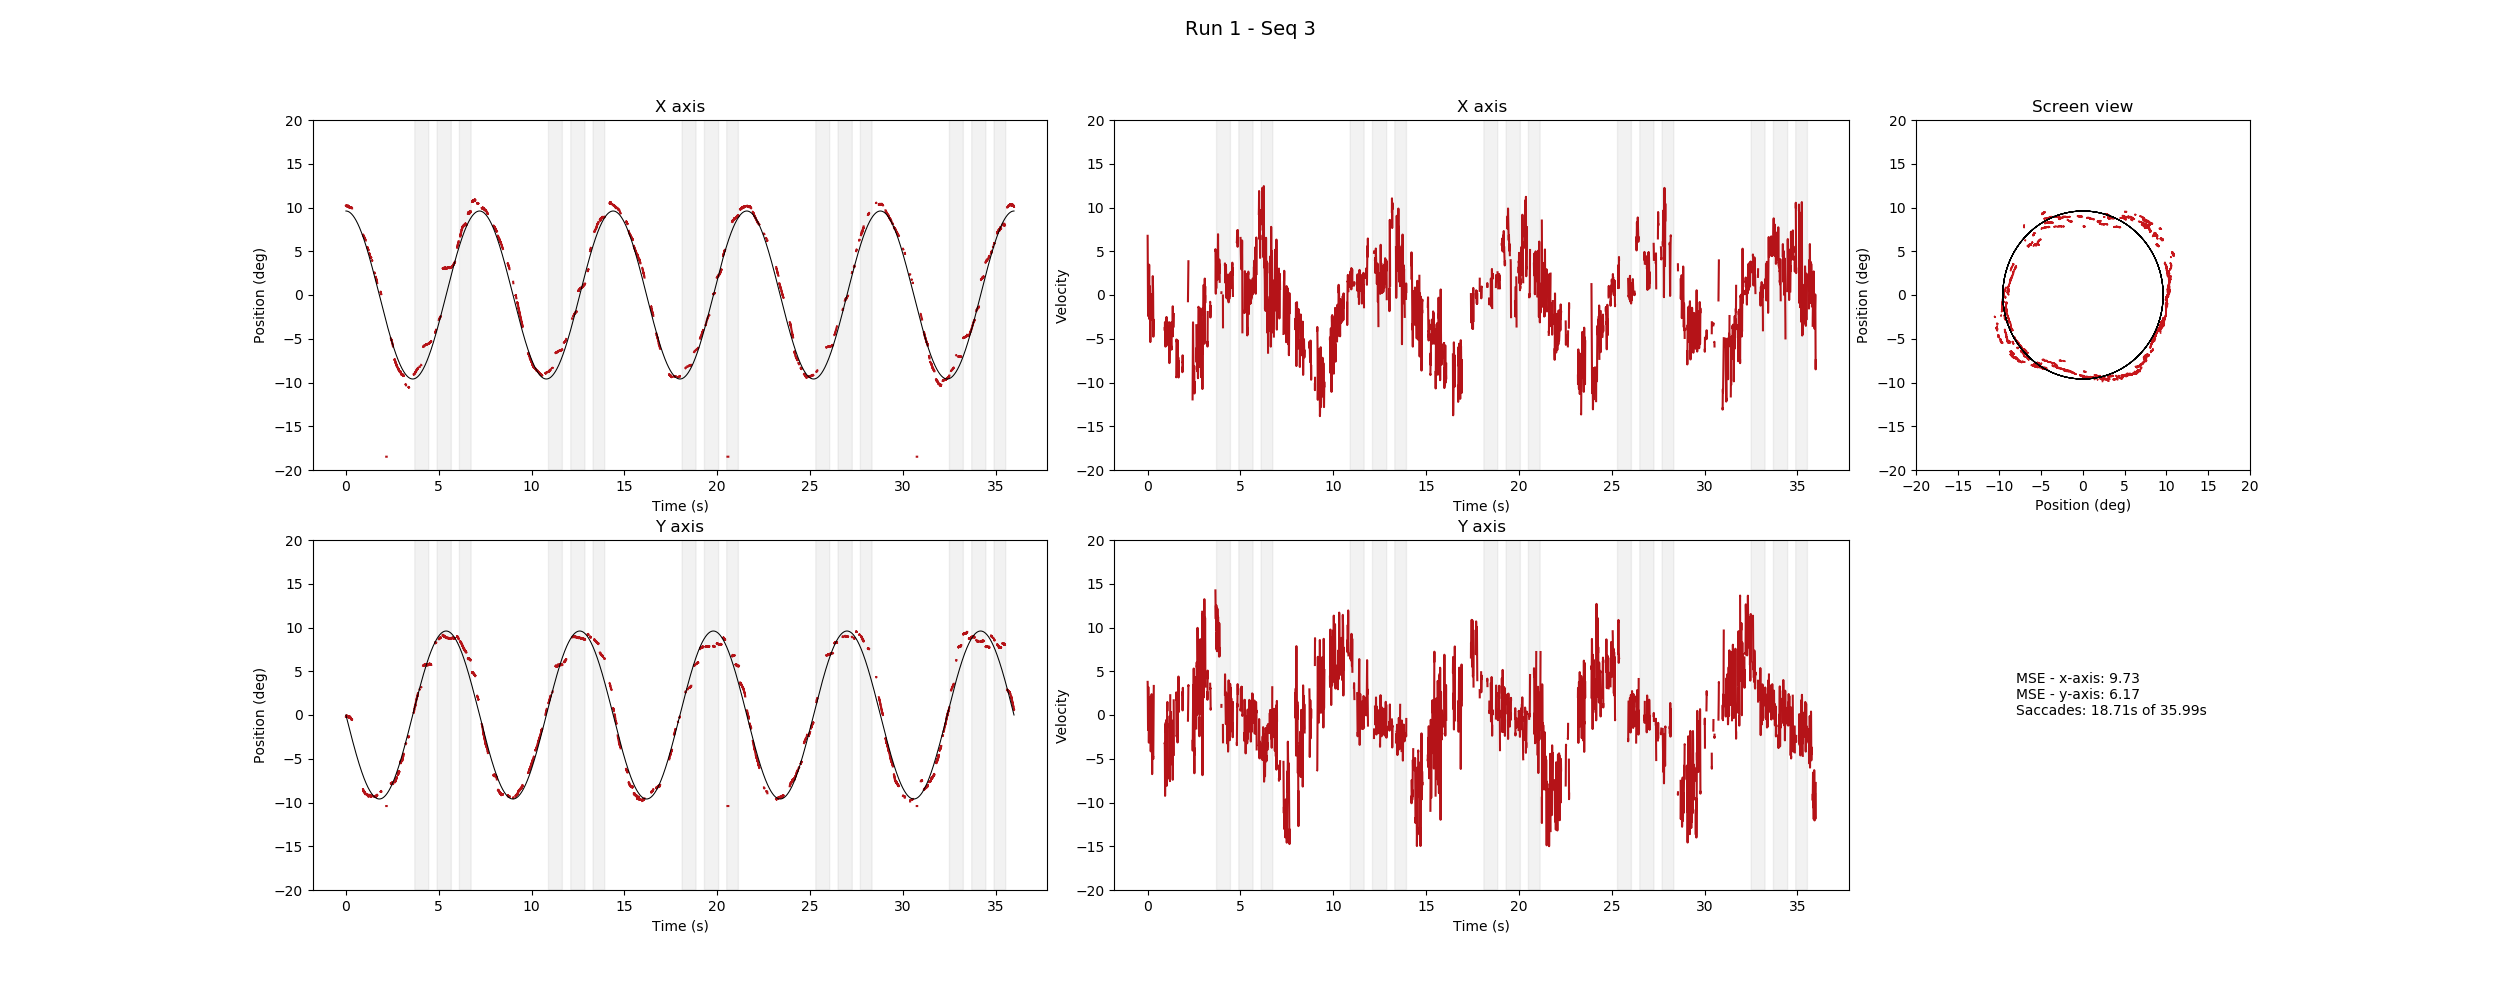 Run 1 - Seq 3
X axis
20
15
10
5
0
−5
−10
−15
−20
Position (deg)
0 5 10 15 20 25 30 35
Time (s)
X axis
20
15
10
5
0
−5
−10
−15
−20
Velocity
0 5 10 15 20 25 30 35
Time (s)
Screen view
20
15
10
5
0
−5
−10
−15
−20
Position (deg)
−20 −15 −10 −5 0 5 10 15 20
Position (deg)
Y axis
20
15
10
5
0
−5
−10
−15
−20
Position (deg)
0 5 10 15 20 25 30 35
Time (s)
Y axis
20
15
10
5
0
−5
−10
−15
−20
Velocity
0 5 10 15 20 25 30 35
Time (s)
MSE - x-axis: 9.73
MSE - y-axis: 6.17
Saccades: 18.71s of 35.99s